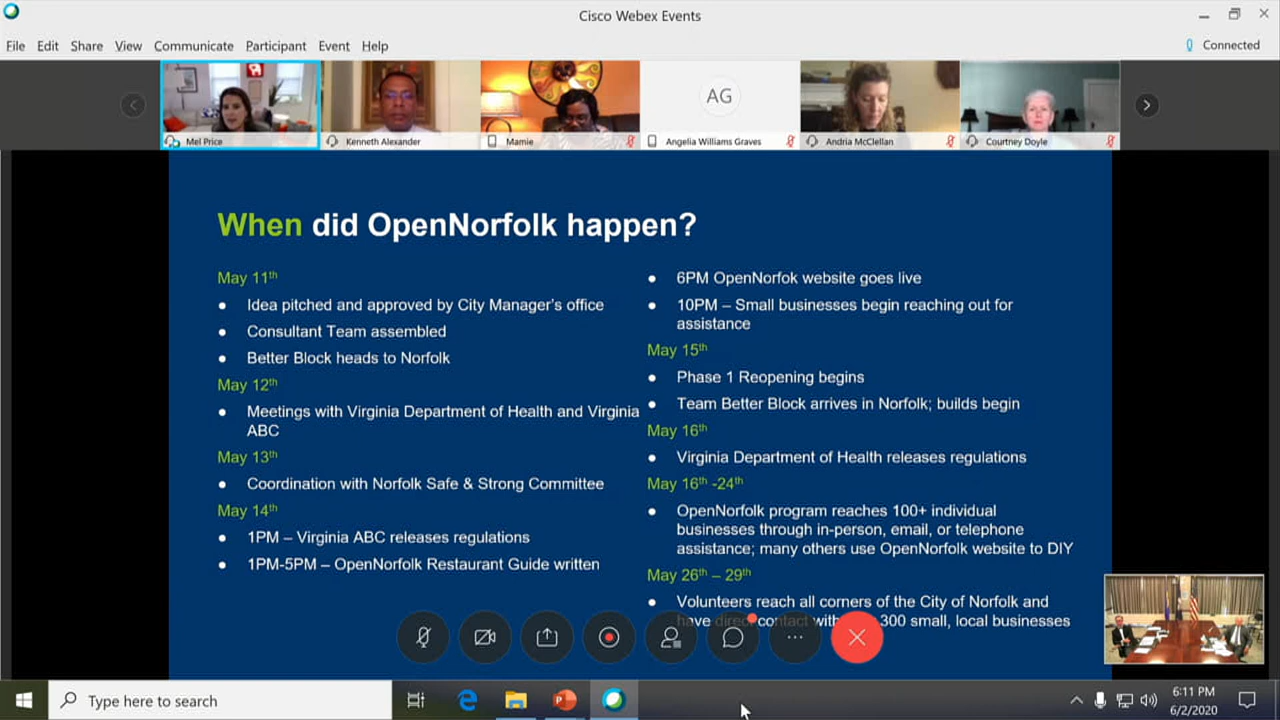 Cisco Webex Events
File Edit Share View Communicate Participant Event Help
Connected
AG
Mel Price
Kenneth Alexander
Mamie
Angelia Williams Graves
Andria McClellan
Courtney Doyle
When did OpenNorfolk happen?
May 11th
• Idea pitched and approved by City Manager's office
• Consultant Team assembled
• Better Block heads to Norfolk
May 12th
• Meetings with Virginia Department of Health and Virginia
ABC
May 13th
• Coordination with Norfolk Safe & Strong Committee
May 14th
• 1PM – Virginia ABC releases regulations
• 1PM-5PM – OpenNorfolk Restaurant Guide written
• 6PM OpenNorfok website goes live
• 10PM – Small businesses begin reaching out for
assistance
May 15th
• Phase 1 Reopening begins
• Team Better Block arrives in Norfolk; builds begin
May 16th
• Virginia Department of Health releases regulations
May 16th -24th
• OpenNorfolk program reaches 100+ individual
businesses through in-person, email, or telephone
assistance; many others use OpenNorfolk website to DIY
May 26th – 29th
• Volunteers reach all corners of the City of Norfolk and
have direct contact with 300 small, local businesses
Type here to search
6:11 PM
6/2/2020